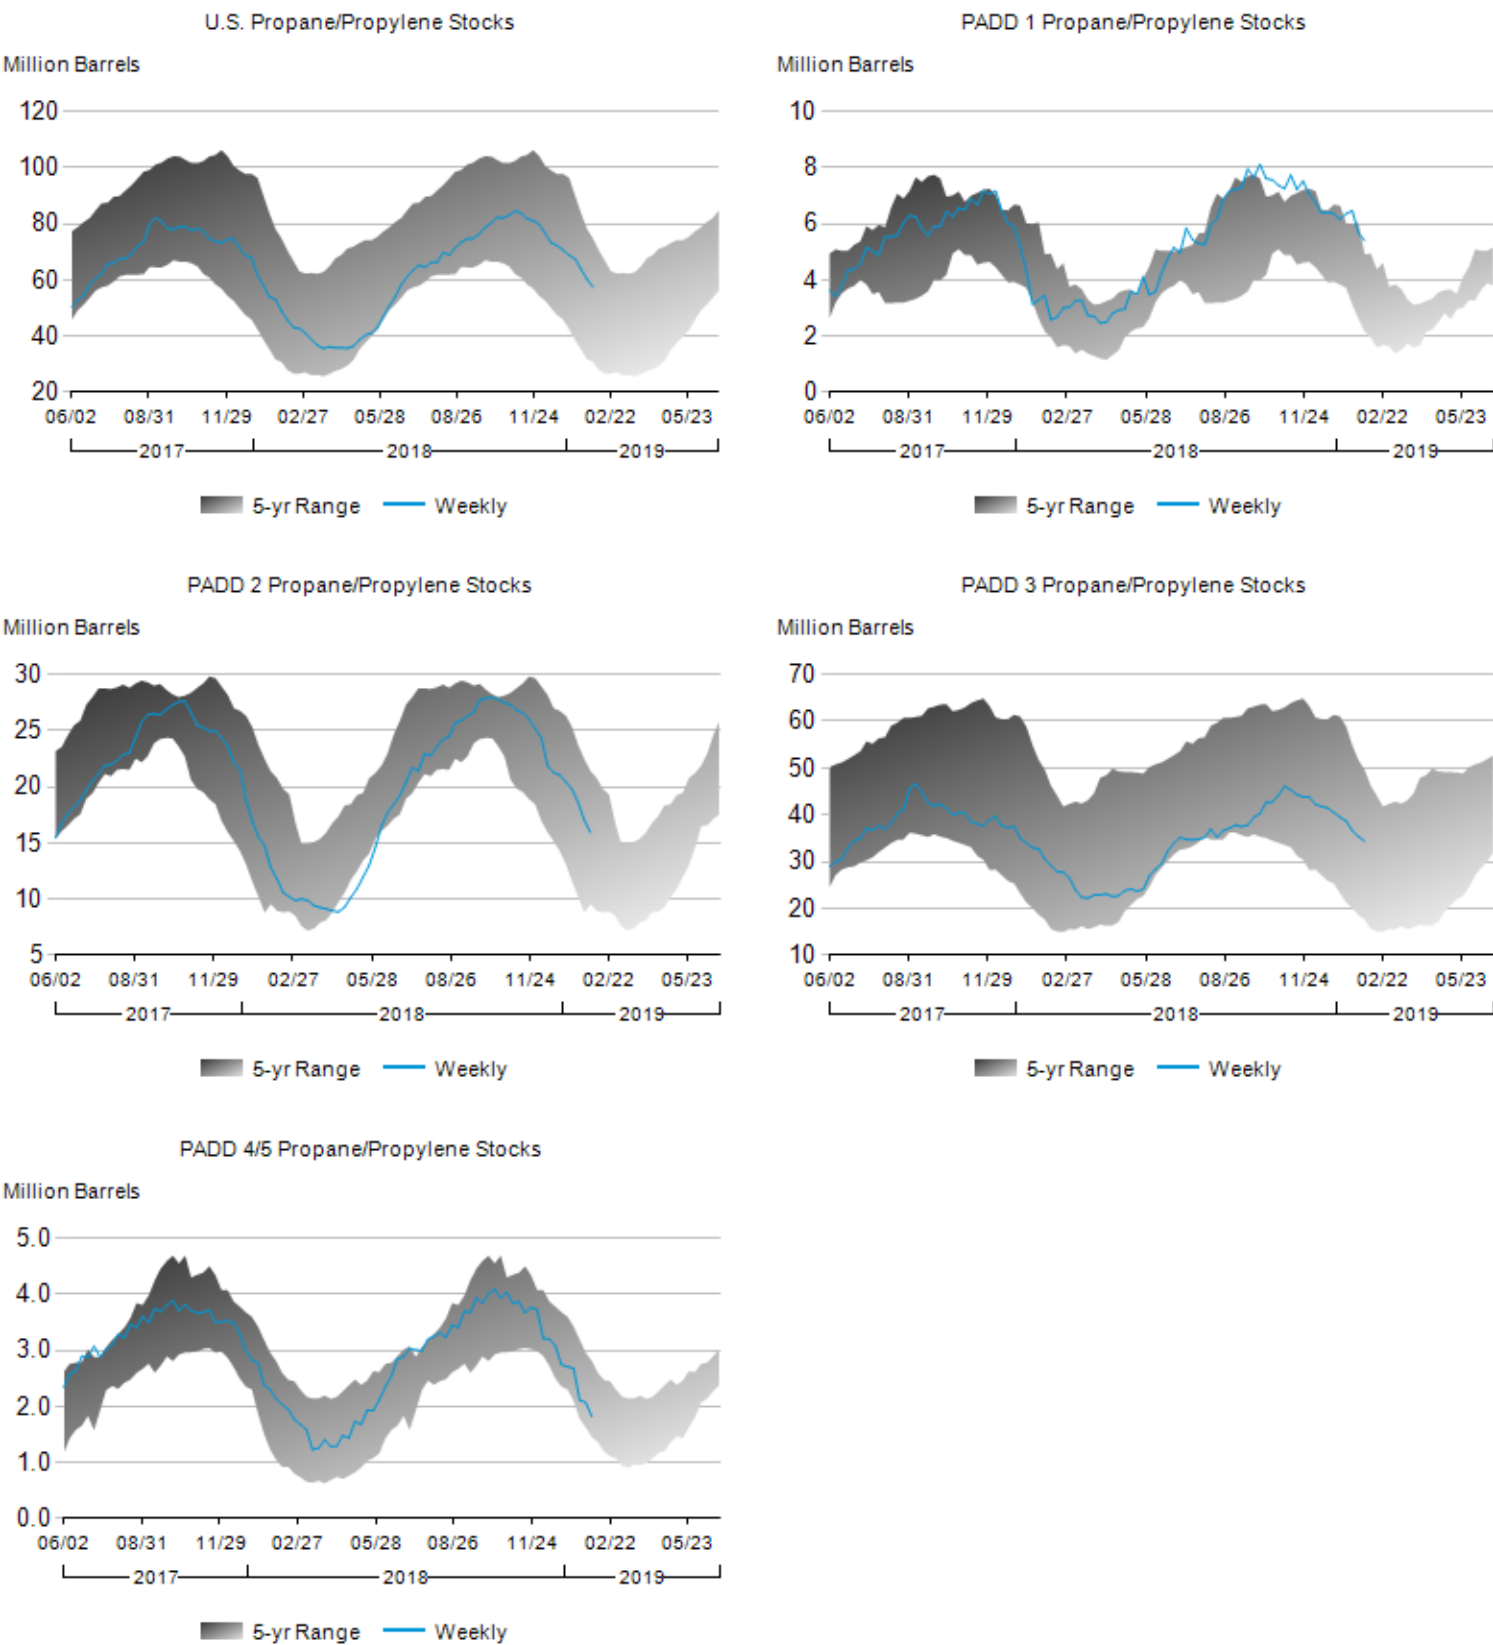 U.S. Propane/Propylene Stocks
Million Barrels
120
100
80
60
40
20
06/02 08/31 11/29 02/27 05/28 08/26 11/24 02/22 05/23
2017 2018 2019
5-yr Range Weekly
PADD 1 Propane/Propylene Stocks
Million Barrels
10
8
6
4
2
0
06/02 08/31 11/29 02/27 05/28 08/26 11/24 02/22 05/23
2017 2018 2019
5-yr Range Weekly
PADD 2 Propane/Propylene Stocks
Million Barrels
30
25
20
15
10
5
06/02 08/31 11/29 02/27 05/28 08/26 11/24 02/22 05/23
2017 2018 2019
5-yr Range Weekly
PADD 3 Propane/Propylene Stocks
Million Barrels
70
60
50
40
30
20
10
06/02 08/31 11/29 02/27 05/28 08/26 11/24 02/22 05/23
2017 2018 2019
5-yr Range Weekly
PADD 4/5 Propane/Propylene Stocks
Million Barrels
5.0
4.0
3.0
2.0
1.0
0.0
06/02 08/31 11/29 02/27 05/28 08/26 11/24 02/22 05/23
2017 2018 2019
5-yr Range Weekly